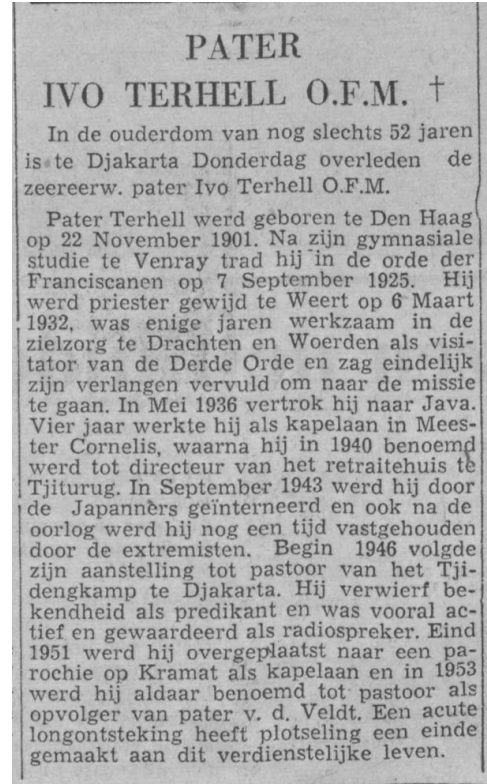 PATER
IVO TERHELL O.F.M. †
In de ouderdom van nog slechts 52 jaren
is te Djakarta Donderdag overleden de
zeereerw. pater Ivo Terhell O.F.M.
Pater Terhell werd geboren te Den Haag
op 22 November 1901. Na zijn gymnasiale
studie te Venray trad hij in de orde der
Franciscanen op 7 September 1925. Hij
werd priester gewijd te Weert op 6 Maart
1932, was enige jaren werkzaam in de
zielzorg te Drachten en Woerden als visi-
tator van de Derde Orde en zag eindelijk
zijn verlangen vervuld om naar de missie
te gaan. In Mei 1936 vertrok hij naar Java.
Vier jaar werkte hij als kapelaan in Mees-
ter Cornelis, waarna hij in 1940 benoemd
werd tot directeur van het retraitehuis te
Tjiturug. In September 1943 werd hij door
de Japanners geïnterneerd en ook na de
oorlog werd hij nog een tijd vastgehouden
door de extremisten. Begin 1946 volgde
zijn aanstelling tot pastoor van het Tji-
dengkamp te Djakarta. Hij verwierf be-
kendheid als predikant en was vooral ac-
tief en gewaardeerd als radiospreker. Eind
1951 werd hij overgeplaatst naar een pa-
rochie op Kramat als kapelaan en in 1953
werd hij aldaar benoemd tot pastoor als
opvolger van pater v. d. Veldt. Een acute
longontsteking heeft plotseling een einde
gemaakt aan dit verdienstelijke leven.